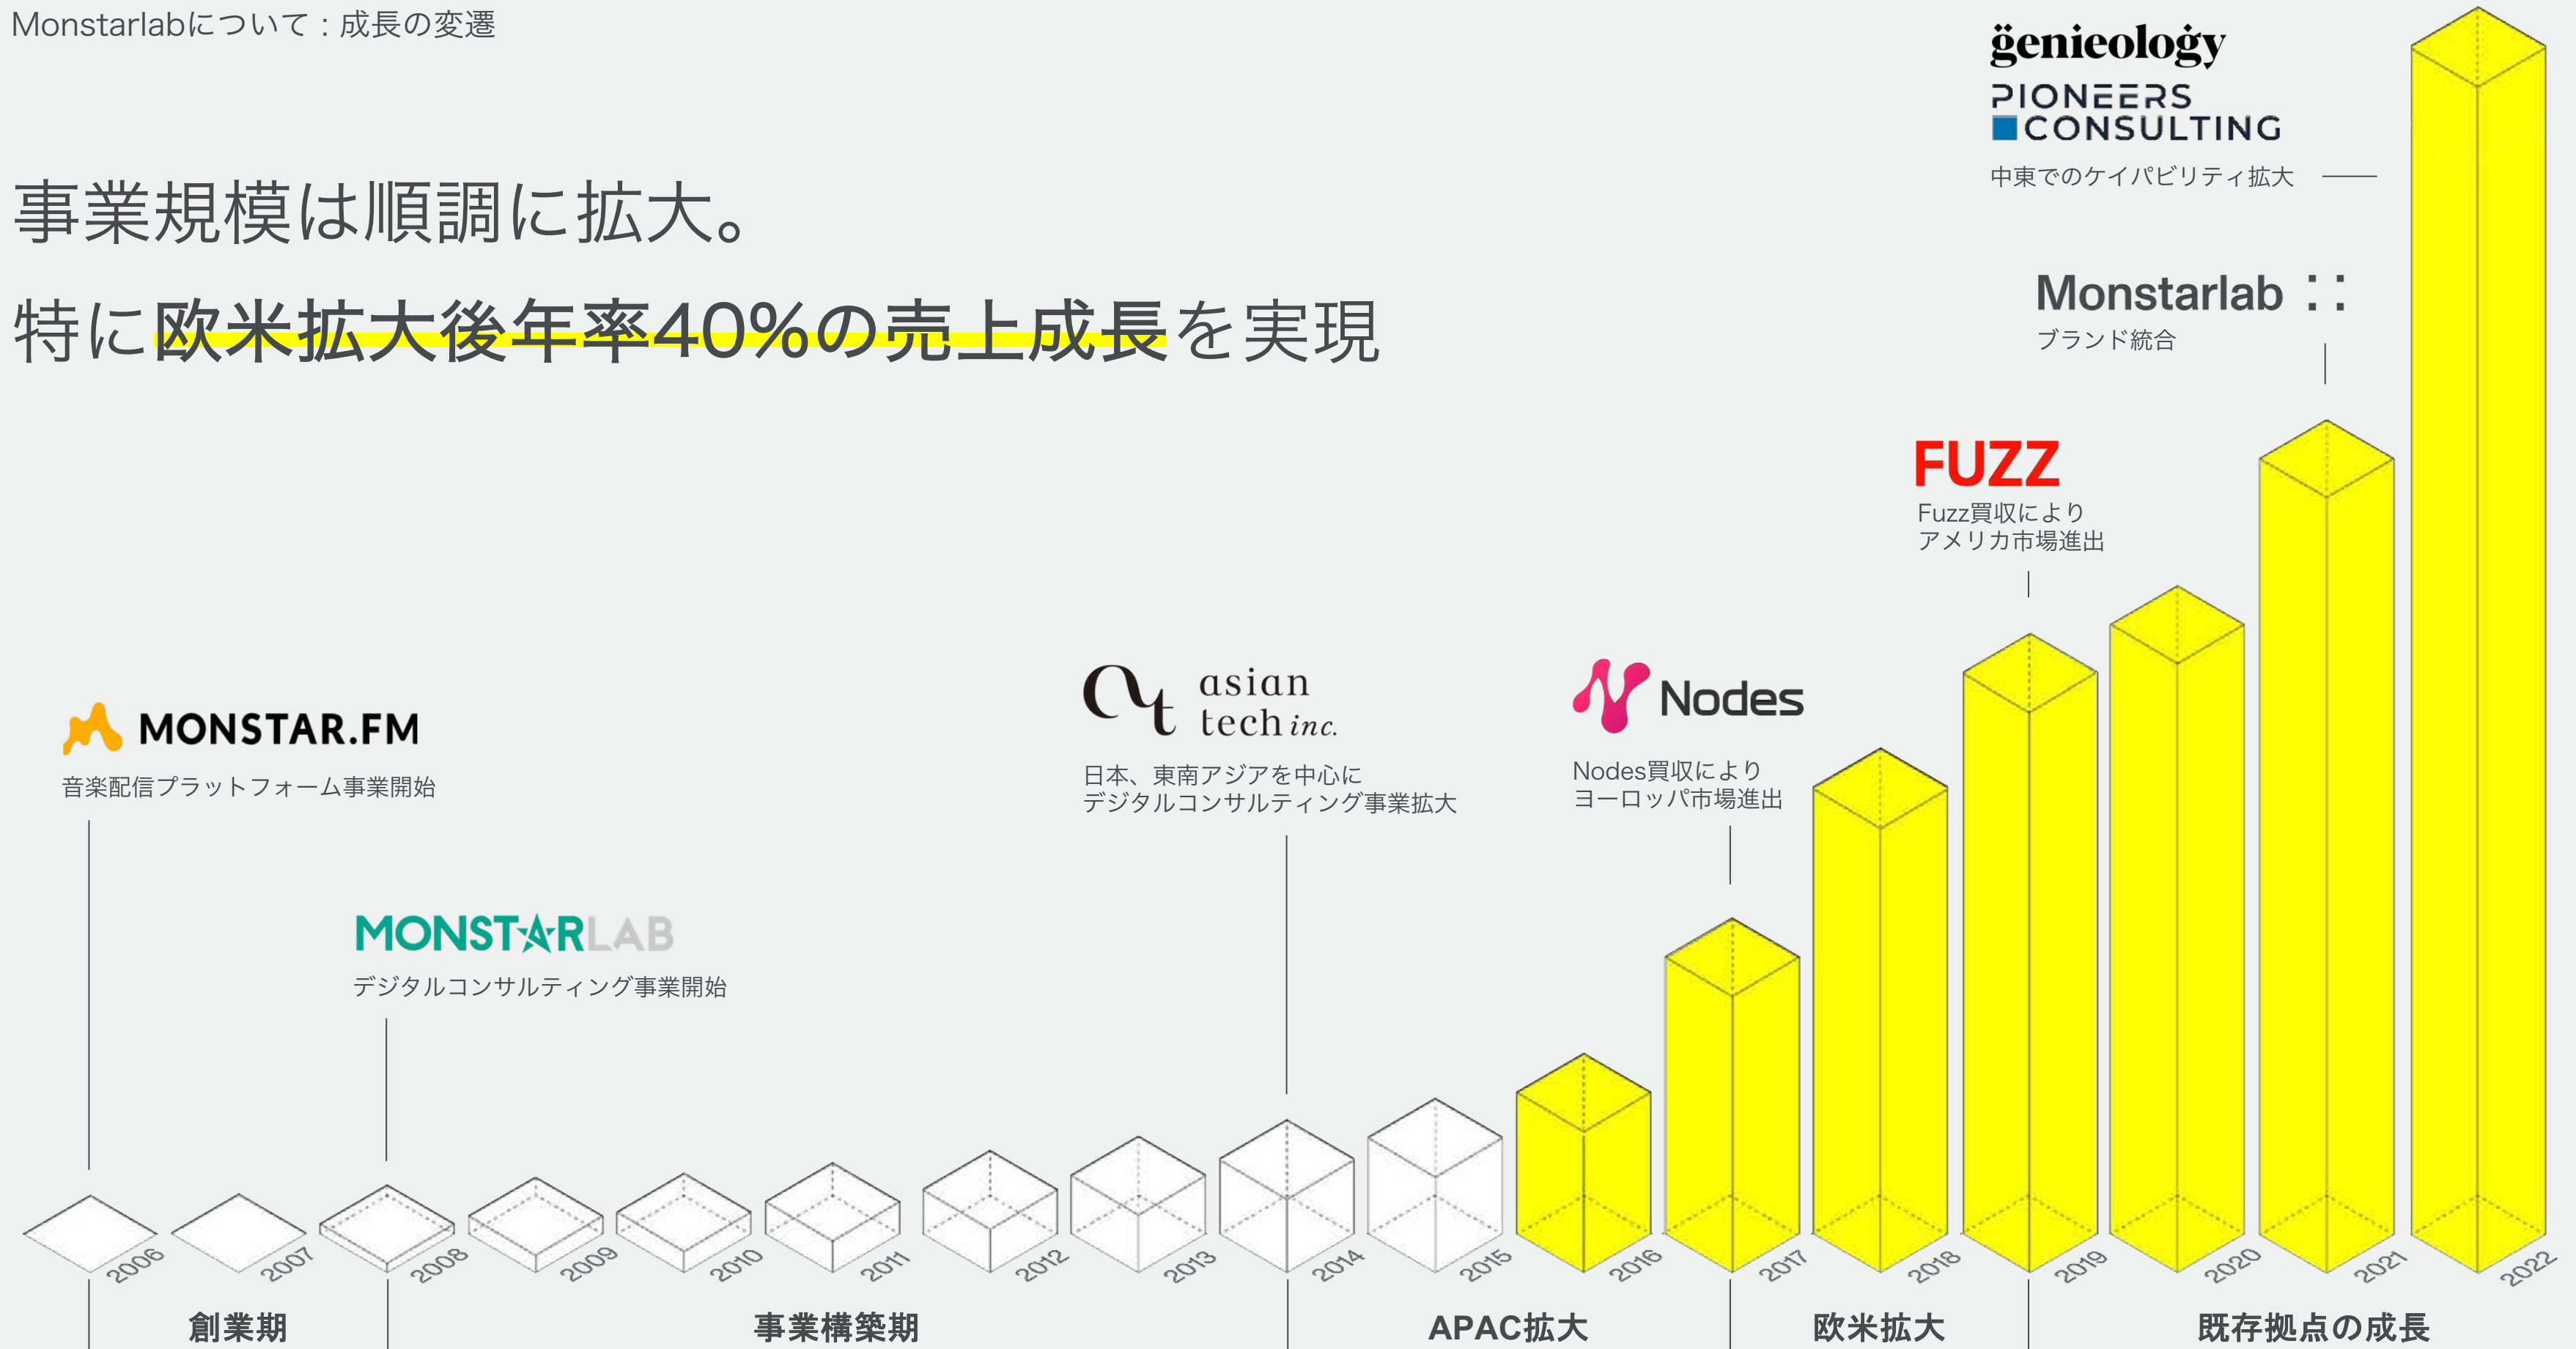 Monstarlabについて : 成長の変遷
事業規模は順調に拡大。
特に欧米拡大後年率40%の売上成長を実現
genieology
PIONEERS
CONSULTING
中東でのケイパビリティ拡大
Monstarlab
ブランド統合
FUZZ
Fuzz買収により
アメリカ市場進出
Nodes
Nodes買収により
ヨーロッパ市場進出
asian
tech inc.
日本、東南アジアを中心に
デジタルコンサルティング事業拡大
MONSTAR.FM
音楽配信プラットフォーム事業開始
MONSTARLAB
デジタルコンサルティング事業開始
2006
2007
2008
2009
2010
2011
2012
2013
2014
2015
2016
2017
2018
2019
2020
2021
2022
創業期
事業構築期
APAC拡大
欧米拡大
既存拠点の成長